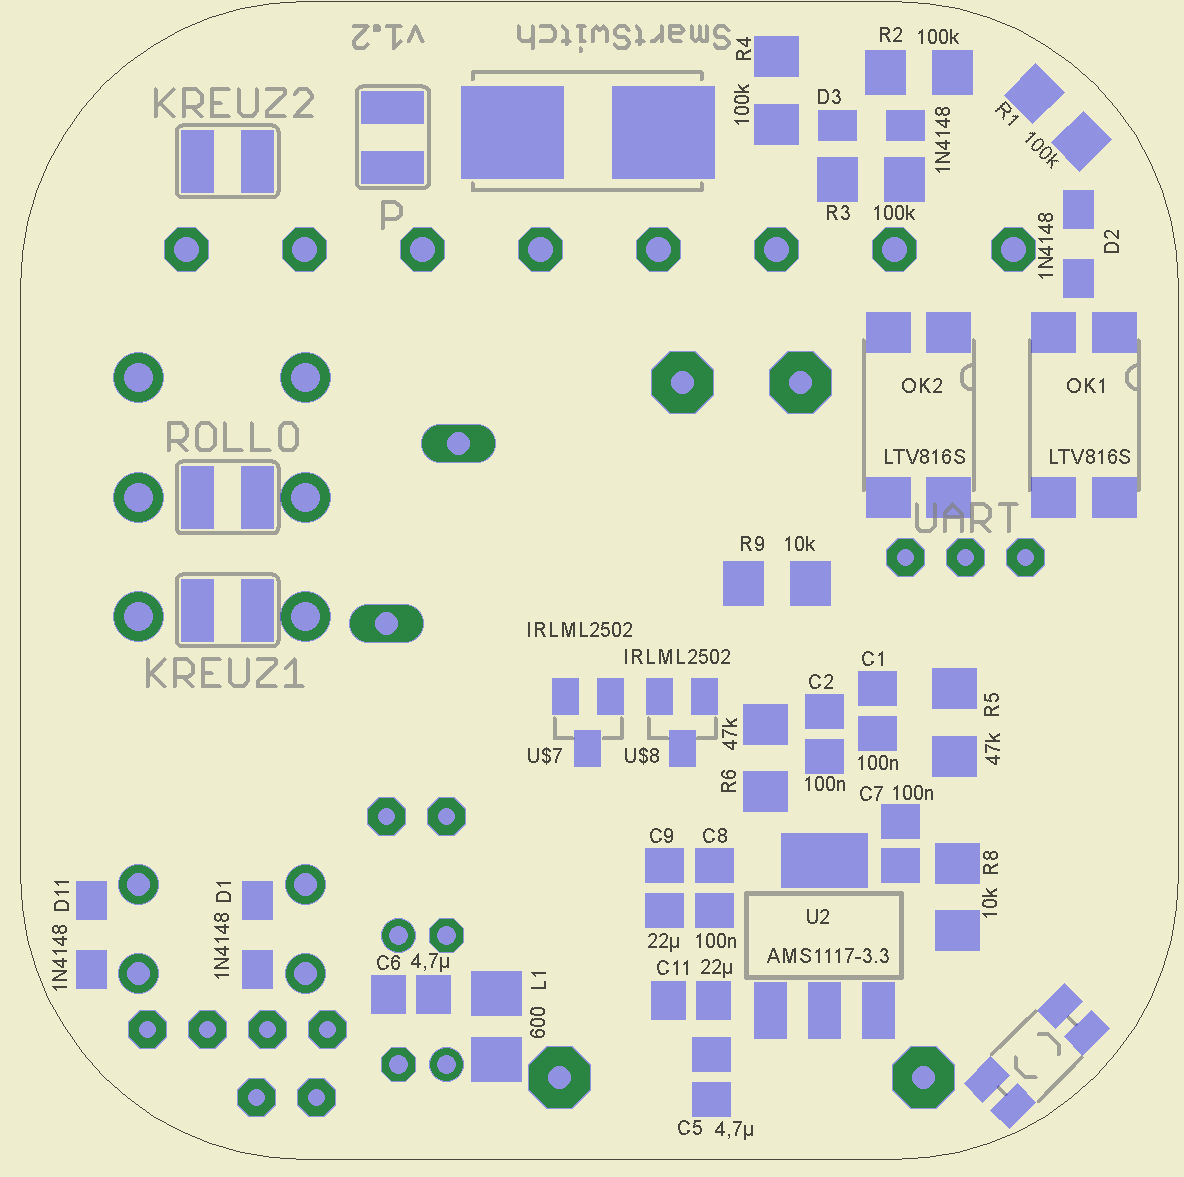 v1.2
SmartSwitch
R4
100k
R2
100k
D3
1N4148
R1
100k
KREUZ2
P
R3
100k
1N4148
D2
OK2
OK1
LTV816S
LTV816S
ROLLO
UART
R9
10k
IRLML2502
IRLML2502
KREUZ1
C1
C2
R5
47k
47k
U$7
U$8
R6
100n
100n
C7
100n
C9
C8
R8
10k
D11
1N4148
D1
1N4148
22µ
100n
U2
AMS1117-3.3
C6
4,7µ
L1
600
C11
22µ
C5
4,7µ